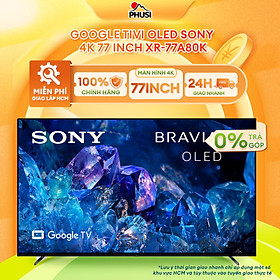 PHUSI
GOOGLE TIVI OLED SONY
4K 77 INCH XR-77A80K
MIỄN PHÍ
GIAO LẮP HCM
100%
CHÍNH HÃNG
MÀN HÌNH 4K
77INCH
24H
GIAO NHANH
SONY
BRAVIA
OLED
0% TRẢ GÓP
Google TV
*Lưu ý thời gian giao nhanh chỉ áp dụng một số
khu vực HCM và tùy thuộc vào tuyến giao thực tế